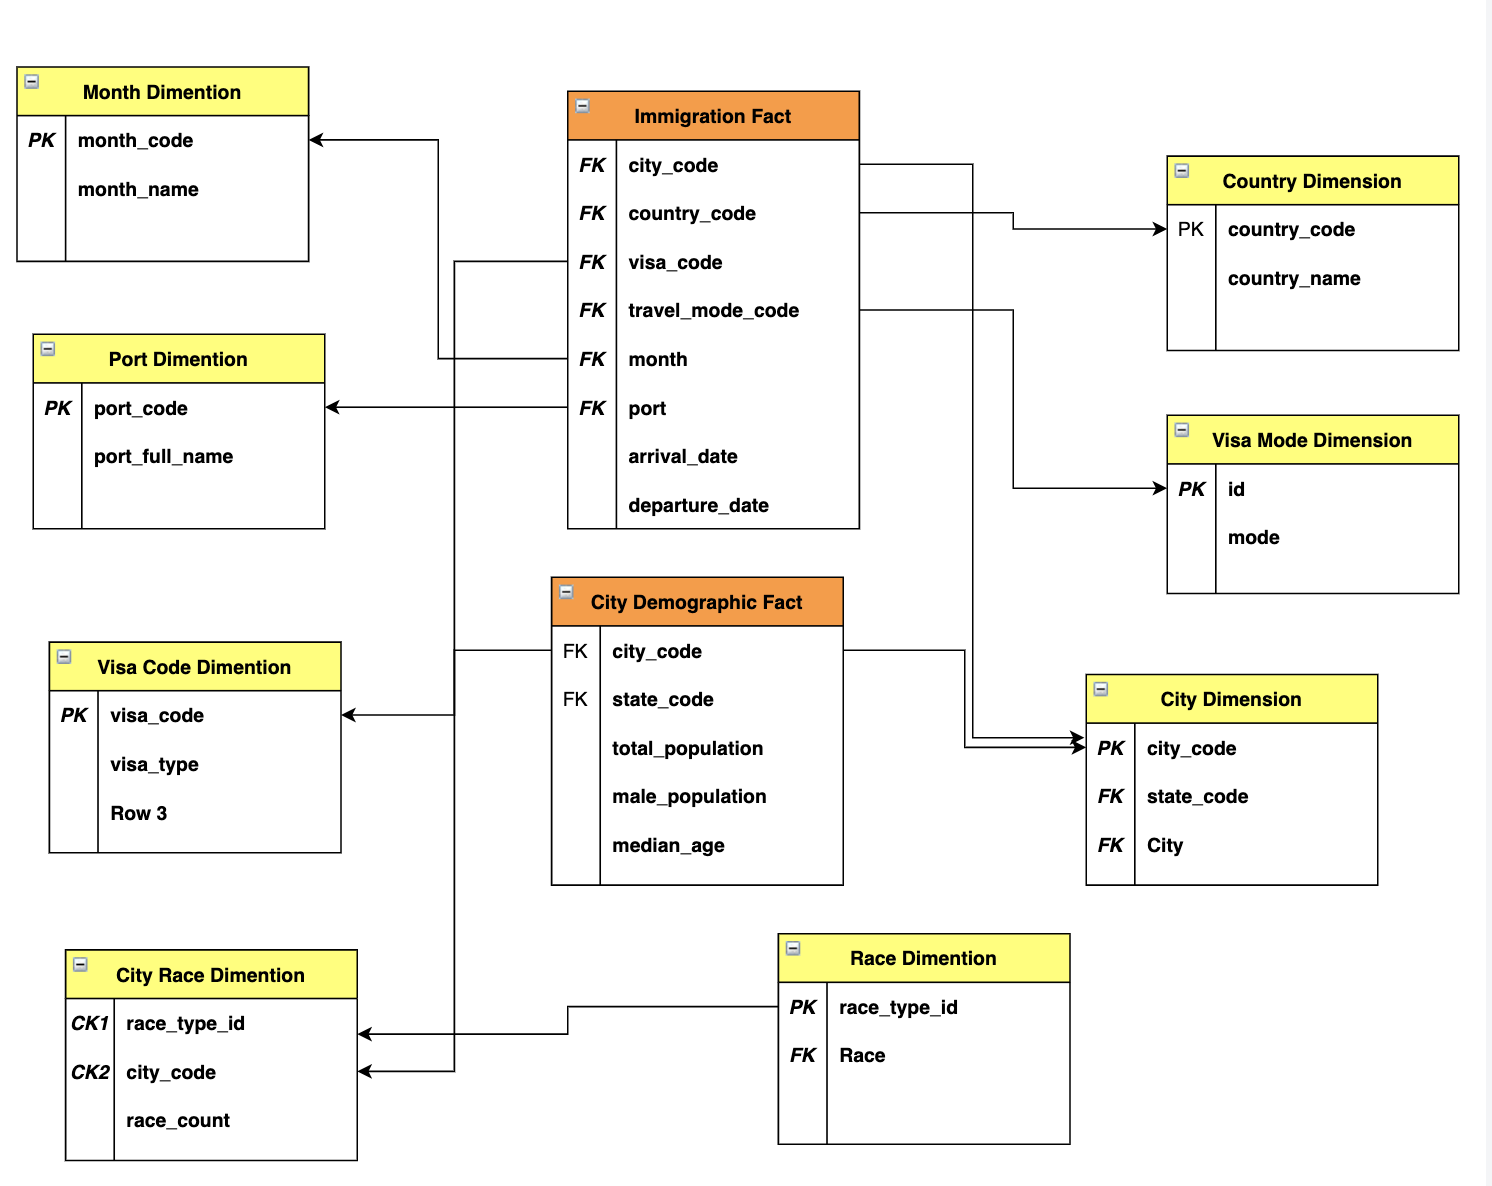 Month Dimention
PK month_code
month_name
Immigration Fact
FK city_code
FK country_code
FK visa_code
FK travel_mode_code
FK month
FK port
arrival_date
departure_date
Country Dimension
PK country_code
country_name
Port Dimention
PK port_code
port_full_name
Visa Mode Dimension
PK id
mode
City Demographic Fact
FK city_code
FK state_code
total_population
male_population
median_age
Visa Code Dimention
PK visa_code
visa_type
Row 3
City Dimension
PK city_code
FK state_code
FK City
City Race Dimention
CK1 race_type_id
CK2 city_code
race_count
Race Dimention
PK race_type_id
FK Race